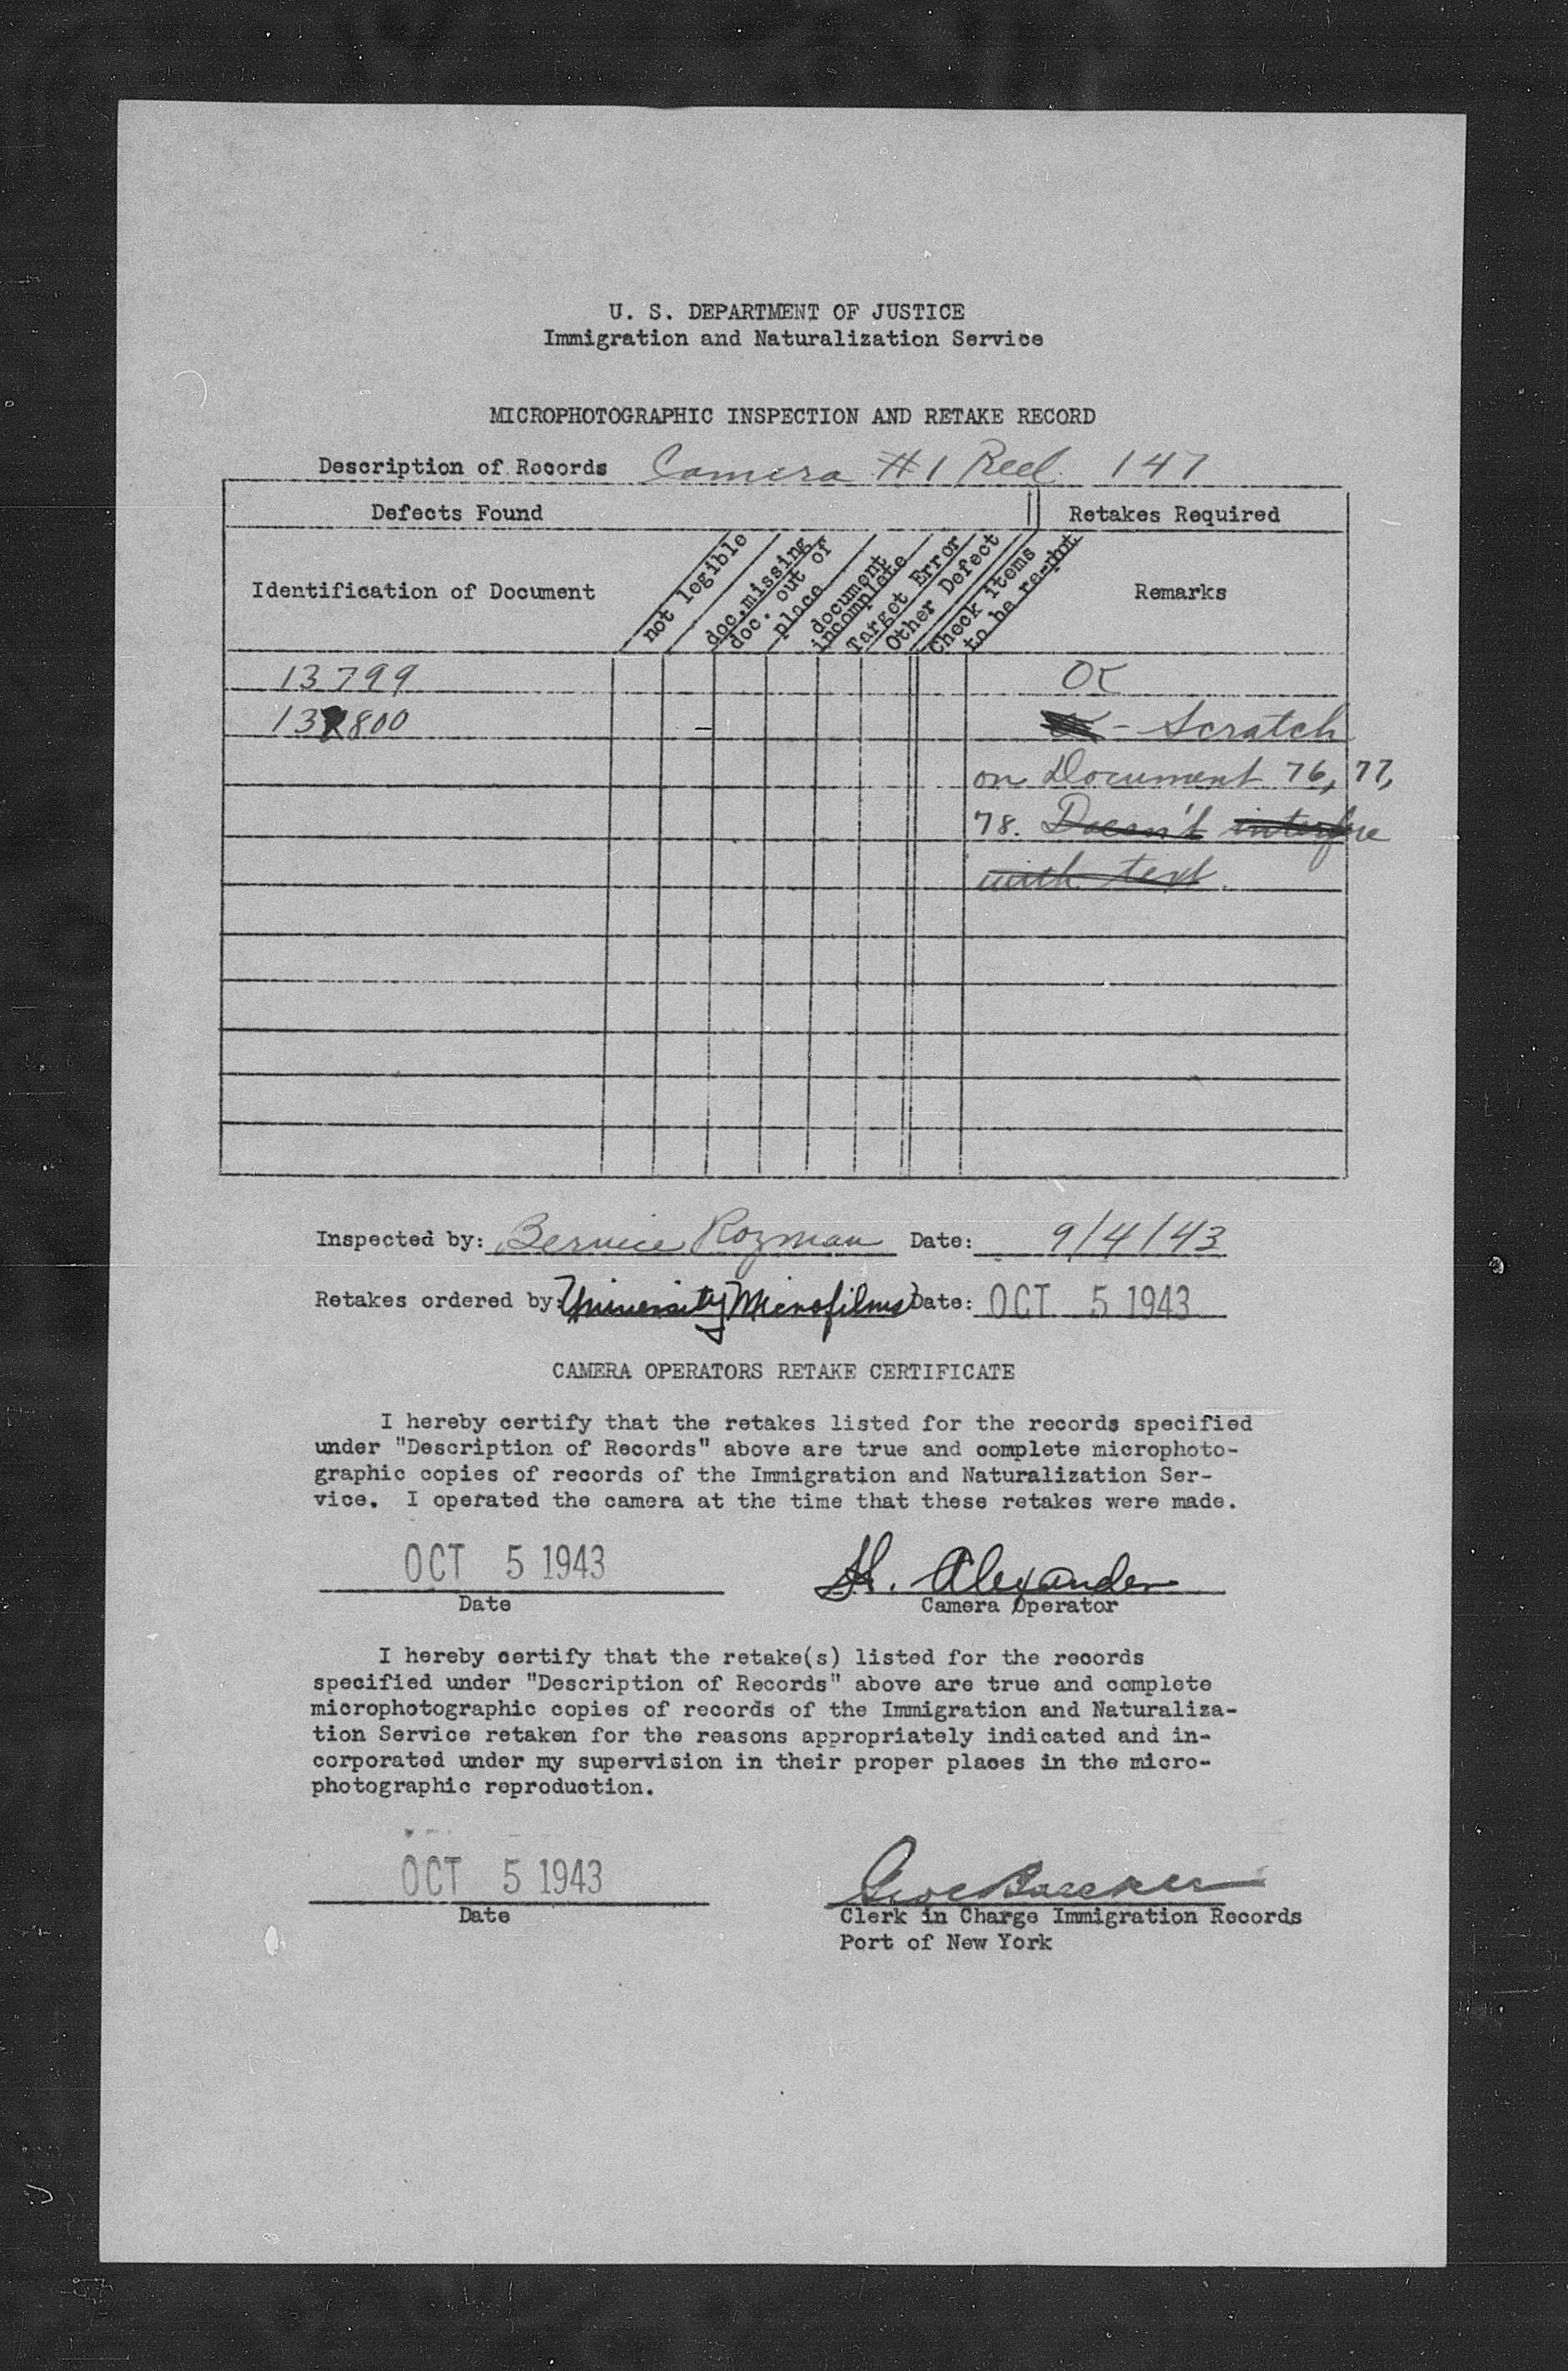 U. S. DEPARTMENT OF JUSTICE
Immigration and Naturalization Service
MICROPHOTOGRAPHIC INSPECTION AND RETAKE RECORD
Description of Records Camera #1 Reel 147
Defects Found Retakes Required
Identification of Document
not legible
doc. missing
doc. out of
place
document
incomplete
Target Error
Other Defect
Check items
to be re-phot
Remarks
13799 OK
13800 - - Scratch
on Document 76, 77,
78. Doesn't interfere
with text.
Inspected by: Bernice Rozman Date: 9/4/43
Retakes ordered by: University Microfilms Date: OCT 5 1943
CAMERA OPERATORS RETAKE CERTIFICATE
I hereby certify that the retakes listed for the records specified
under "Description of Records" above are true and complete microphoto-
graphic copies of records of the Immigration and Naturalization Ser-
vice. I operated the camera at the time that these retakes were made.
OCT 5 1943 H. Alexander
Date Camera Operator
I hereby certify that the retake(s) listed for the records
specified under "Description of Records" above are true and complete
microphotographic copies of records of the Immigration and Naturaliza-
tion Service retaken for the reasons appropriately indicated and in-
corporated under my supervision in their proper places in the micro-
photographic reproduction.
OCT 5 1943
Date Clerk in Charge Immigration Records
Port of New York